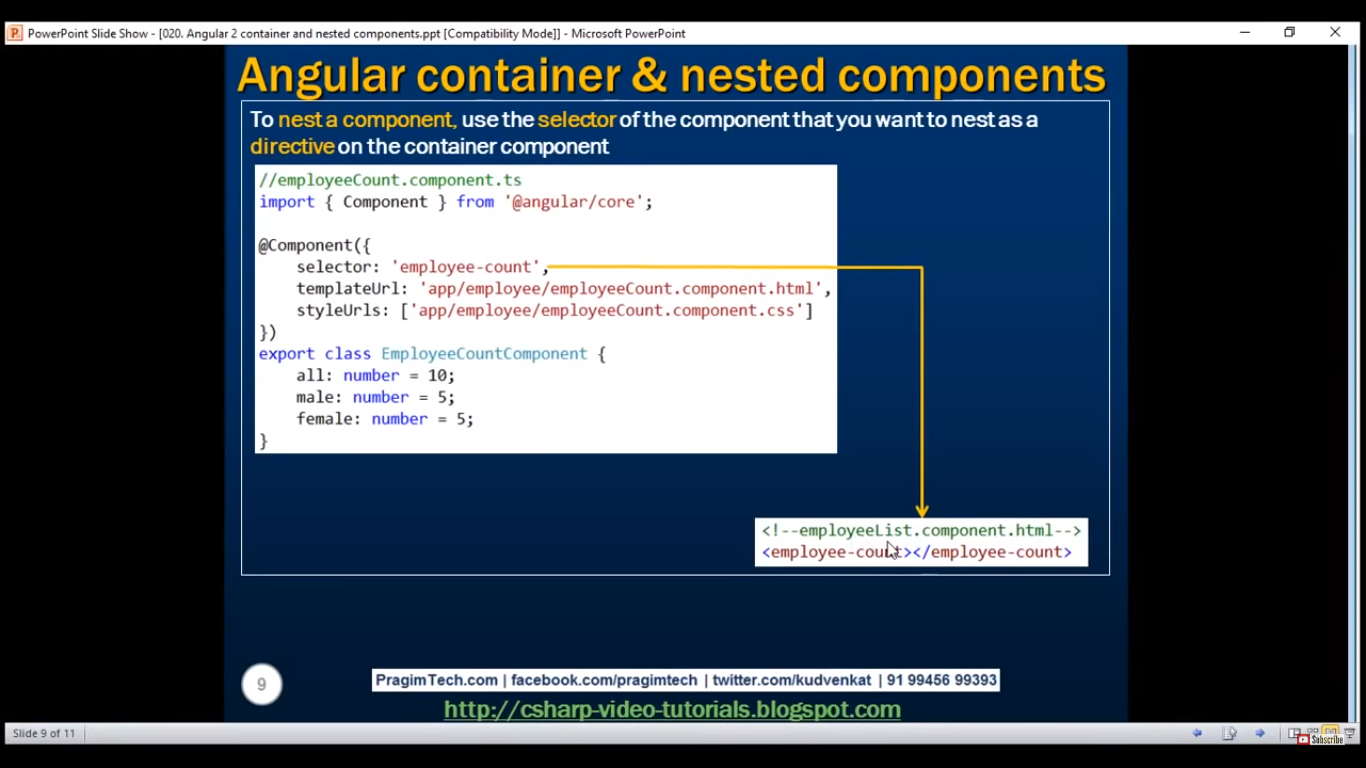 PowerPoint Slide Show - [020. Angular 2 container and nested components.ppt [Compatibility Mode]] - Microsoft PowerPoint
Angular container & nested components
To nest a component, use the selector of the component that you want to nest as a
directive on the container component
//employeeCount.component.ts
import { Component } from '@angular/core';
@Component({
selector: 'employee-count',
templateUrl: 'app/employee/employeeCount.component.html',
styleUrls: ['app/employee/employeeCount.component.css']
})
export class EmployeeCountComponent {
all: number = 10;
male: number = 5;
female: number = 5;
}
<!--employeeList.component.html-->
<employee-count></employee-count>
9
PragimTech.com | facebook.com/pragimtech | twitter.com/kudvenkat | 91 99456 99393
http://csharp-video-tutorials.blogspot.com
Slide 9 of 11
Subscribe